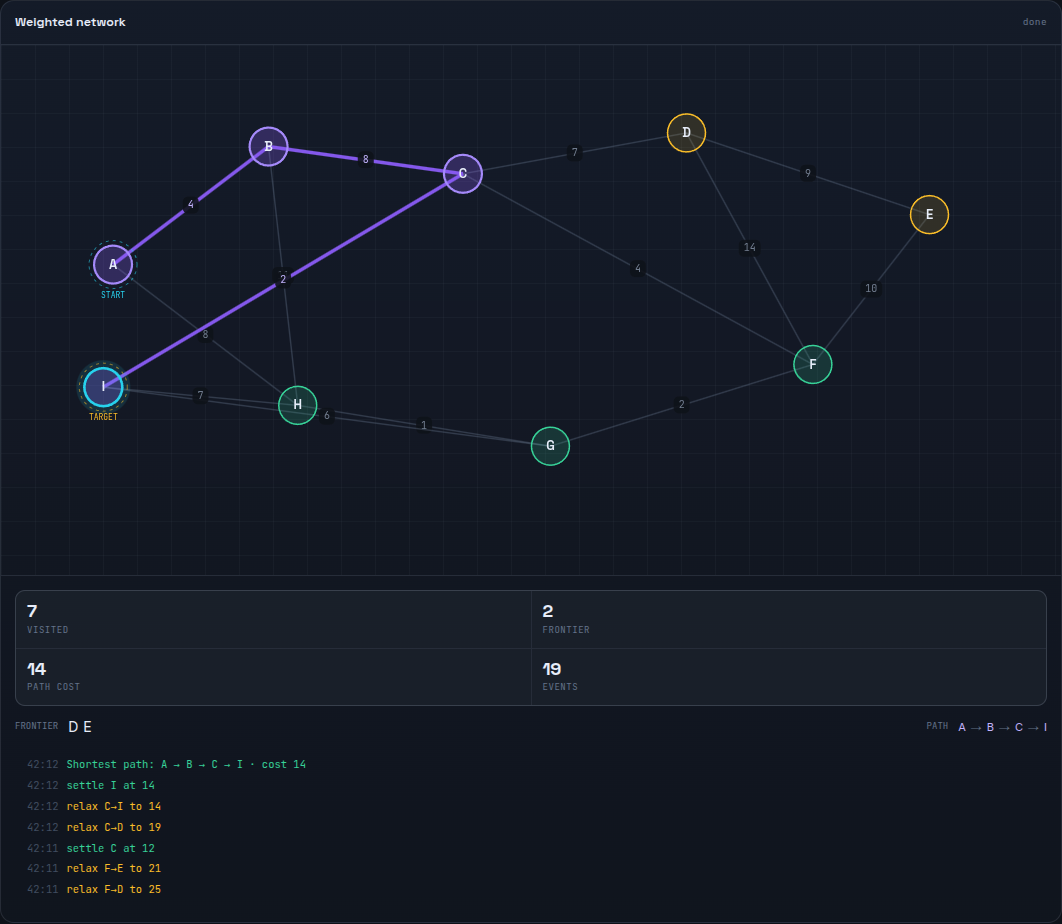 Weighted network
done
D
B
8
7
C
9
4
E
14
A
4
2
10
START
8
F
I
7
H
2
6
1
TARGET
G
7
VISITED
2
FRONTIER
14
PATH COST
19
EVENTS
FRONTIER D E
PATH A → B → C → I
42:12 Shortest path: A → B → C → I · cost 14
42:12 settle I at 14
42:12 relax C→I to 14
42:12 relax C→D to 19
42:11 settle C at 12
42:11 relax F→E to 21
42:11 relax F→D to 25